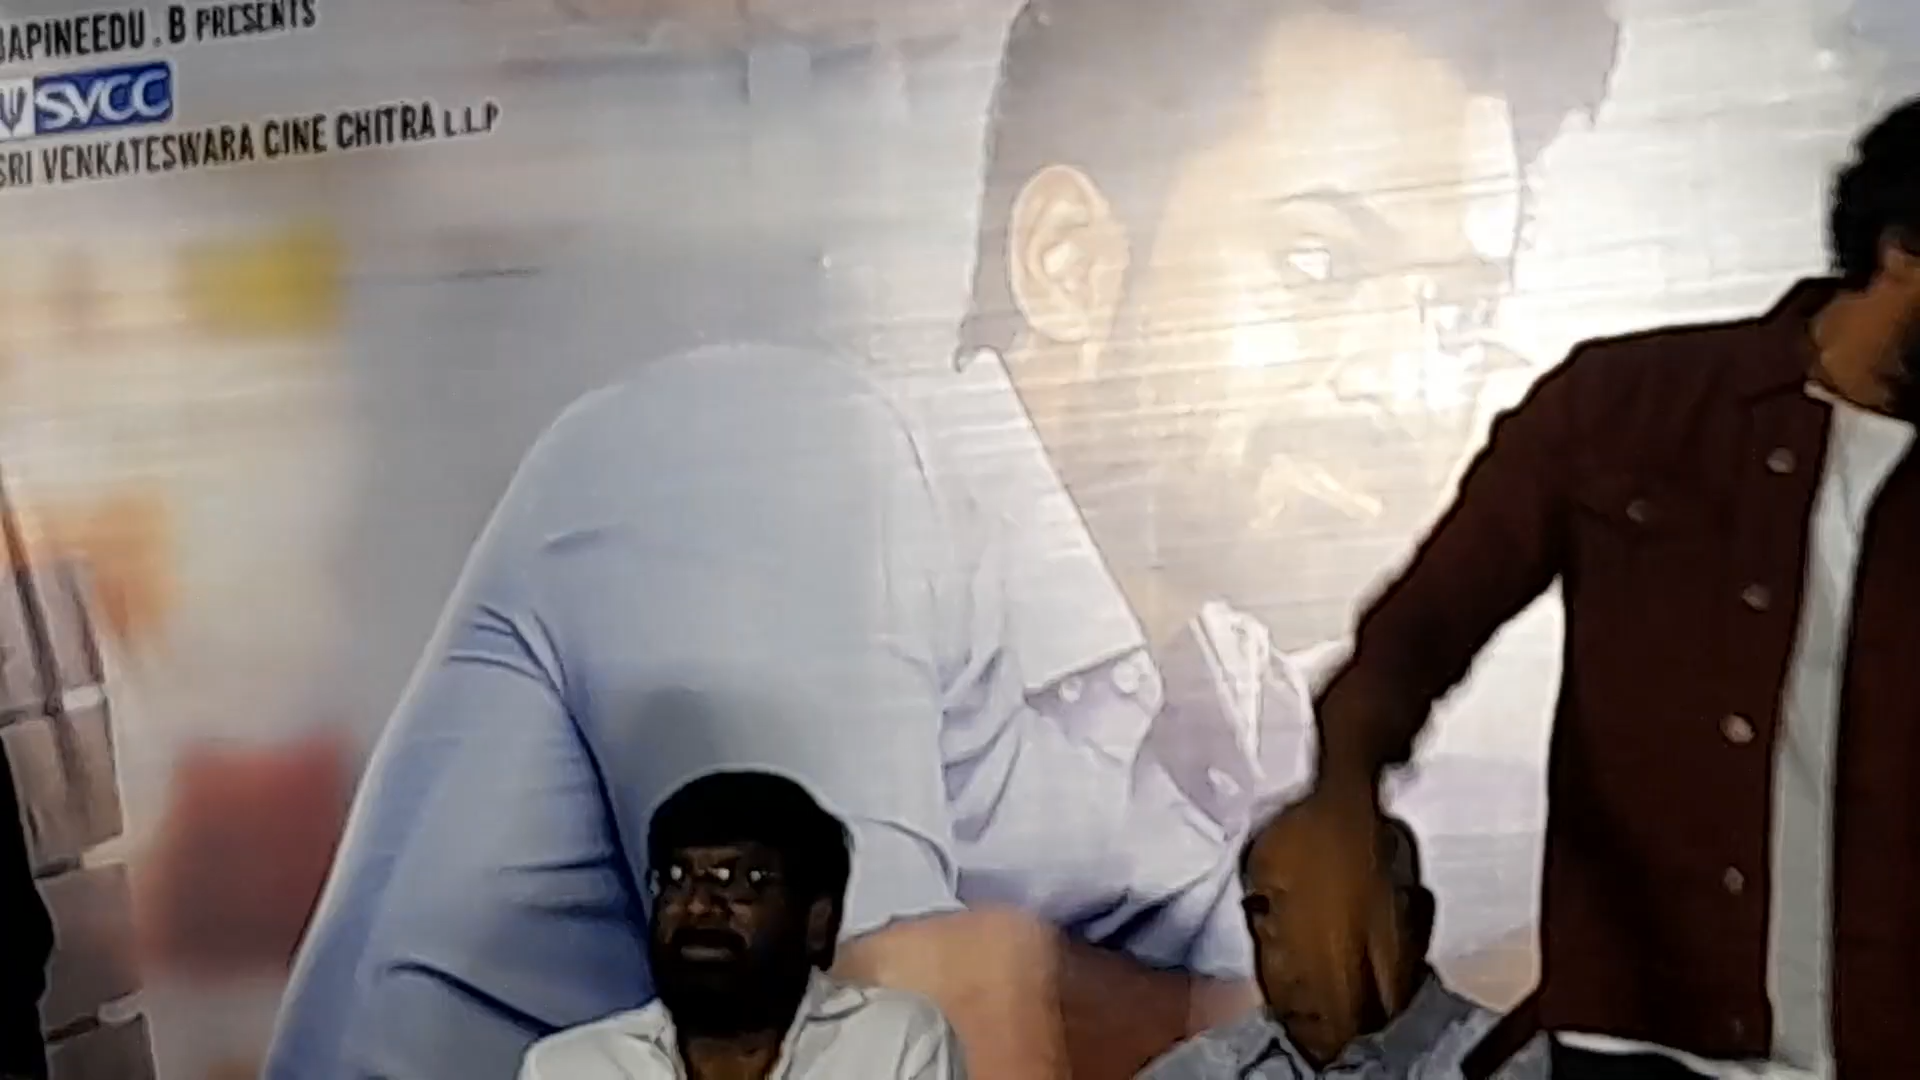 BAPINEEDU . B PRESENTS
SVCC
SRI VENKATESWARA CINE CHITRA L.L.P